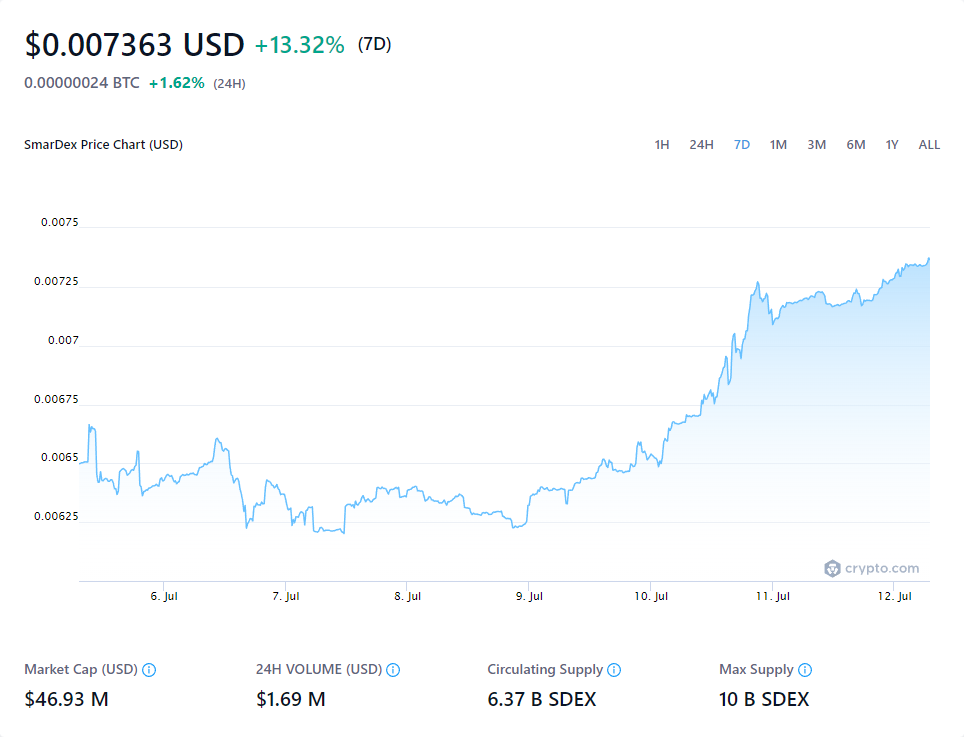 $0.007363 USD +13.32% (7D)
0.00000024 BTC +1.62% (24H)
SmarDex Price Chart (USD)
1H 24H 7D 1M 3M 6M 1Y ALL
0.0075
0.00725
0.007
0.00675
0.0065
0.00625
crypto.com
6. Jul 7. Jul 8. Jul 9. Jul 10. Jul 11. Jul 12. Jul
Market Cap (USD) 24H VOLUME (USD) Circulating Supply Max Supply
$46.93 M $1.69 M 6.37 B SDEX 10 B SDEX